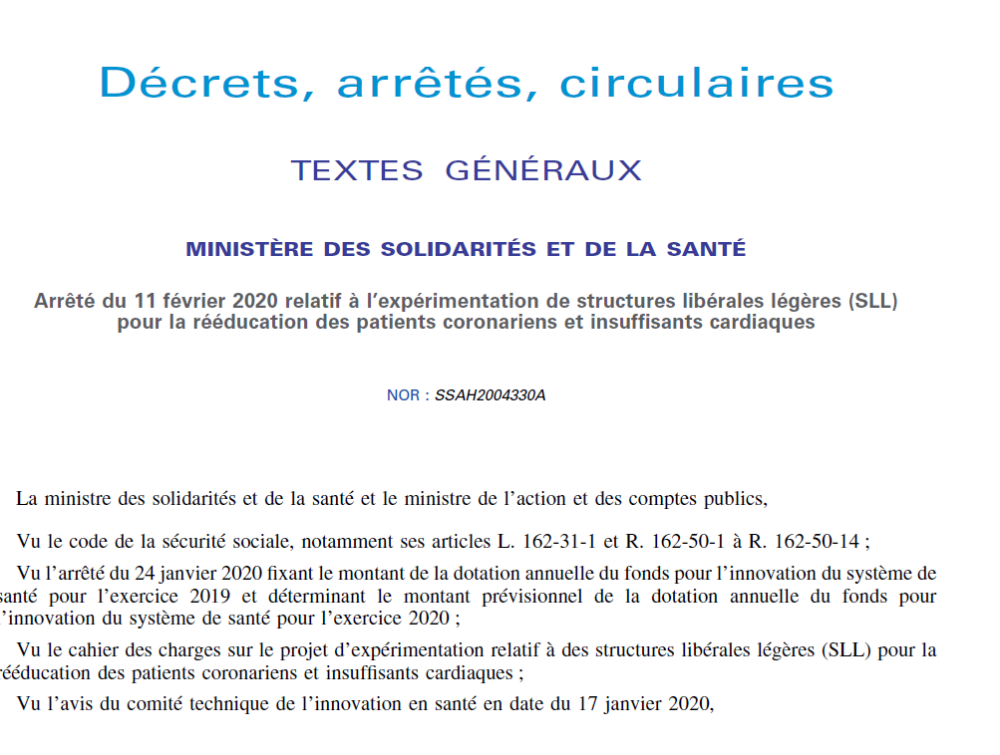 Décrets, arrêtés, circulaires
TEXTES GÉNÉRAUX
MINISTÈRE DES SOLIDARITÉS ET DE LA SANTÉ
Arrêté du 11 février 2020 relatif à l’expérimentation de structures libérales légères (SLL)
pour la rééducation des patients coronariens et insuffisants cardiaques
NOR : SSAH2004330A
La ministre des solidarités et de la santé et le ministre de l’action et des comptes publics,
Vu le code de la sécurité sociale, notamment ses articles L. 162-31-1 et R. 162-50-1 à R. 162-50-14 ;
Vu l’arrêté du 24 janvier 2020 fixant le montant de la dotation annuelle du fonds pour l’innovation du système de
santé pour l’exercice 2019 et déterminant le montant prévisionnel de la dotation annuelle du fonds pour
l’innovation du système de santé pour l’exercice 2020 ;
Vu le cahier des charges sur le projet d’expérimentation relatif à des structures libérales légères (SLL) pour la
rééducation des patients coronariens et insuffisants cardiaques ;
Vu l’avis du comité technique de l’innovation en santé en date du 17 janvier 2020,